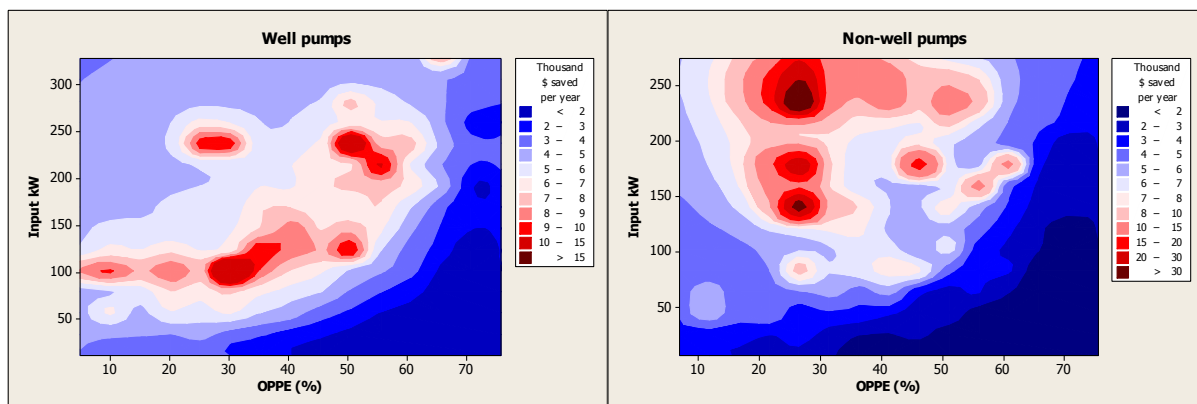 Well pumps
Input kW
300
250
200
150
100
50
10 20 30 40 50 60 70
OPPE (%)
Thousand
$ saved
per year
< 2
2 – 3
3 – 4
4 – 5
5 – 6
6 – 7
7 – 8
8 – 9
9 – 10
10 – 15
> 15
Non-well pumps
Input kW
250
200
150
100
50
10 20 30 40 50 60 70
OPPE (%)
Thousand
$ saved
per year
< 2
2 – 3
3 – 4
4 – 5
5 – 6
6 – 7
7 – 8
8 – 10
10 – 15
15 – 20
20 – 30
> 30